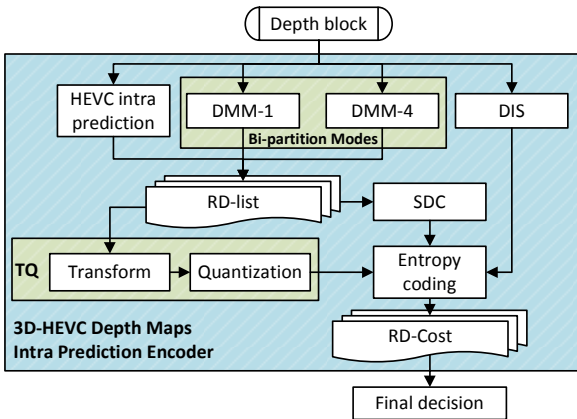 Depth block
HEVC intra
prediction
DMM-1
DMM-4
DIS
Bi-partition Modes
RD-list
SDC
TQ
Transform
Quantization
Entropy
coding
3D-HEVC Depth Maps
Intra Prediction Encoder
RD-Cost
Final decision